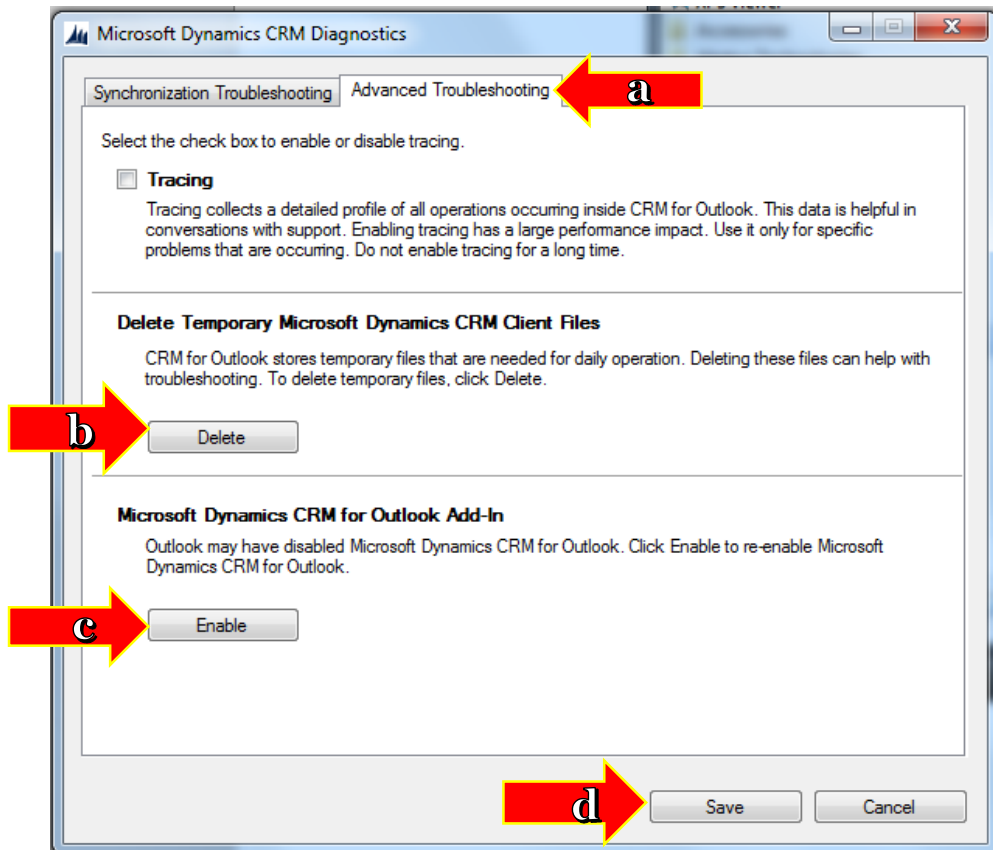 Microsoft Dynamics CRM Diagnostics
Synchronization Troubleshooting
Advanced Troubleshooting
a
Select the check box to enable or disable tracing.
Tracing
Tracing collects a detailed profile of all operations occurring inside CRM for Outlook. This data is helpful in
conversations with support. Enabling tracing has a large performance impact. Use it only for specific
problems that are occurring. Do not enable tracing for a long time.
Delete Temporary Microsoft Dynamics CRM Client Files
CRM for Outlook stores temporary files that are needed for daily operation. Deleting these files can help with
troubleshooting. To delete temporary files, click Delete.
b
Delete
Microsoft Dynamics CRM for Outlook Add-In
Outlook may have disabled Microsoft Dynamics CRM for Outlook. Click Enable to re-enable Microsoft
Dynamics CRM for Outlook.
c
Enable
d
Save
Cancel